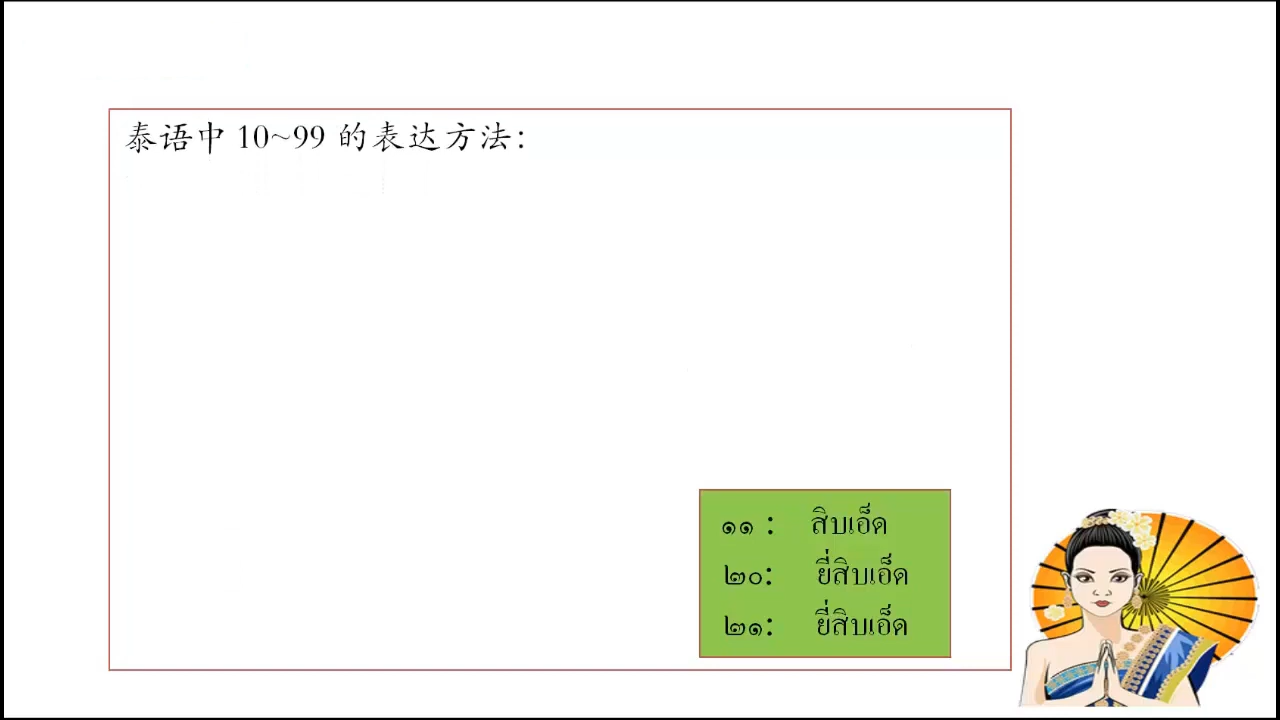 泰语中 10~99 的表达方法：
๑๑ : สิบเอ็ด
๒๐: ยี่สิบเอ็ด
๒๑: ยี่สิบเอ็ด